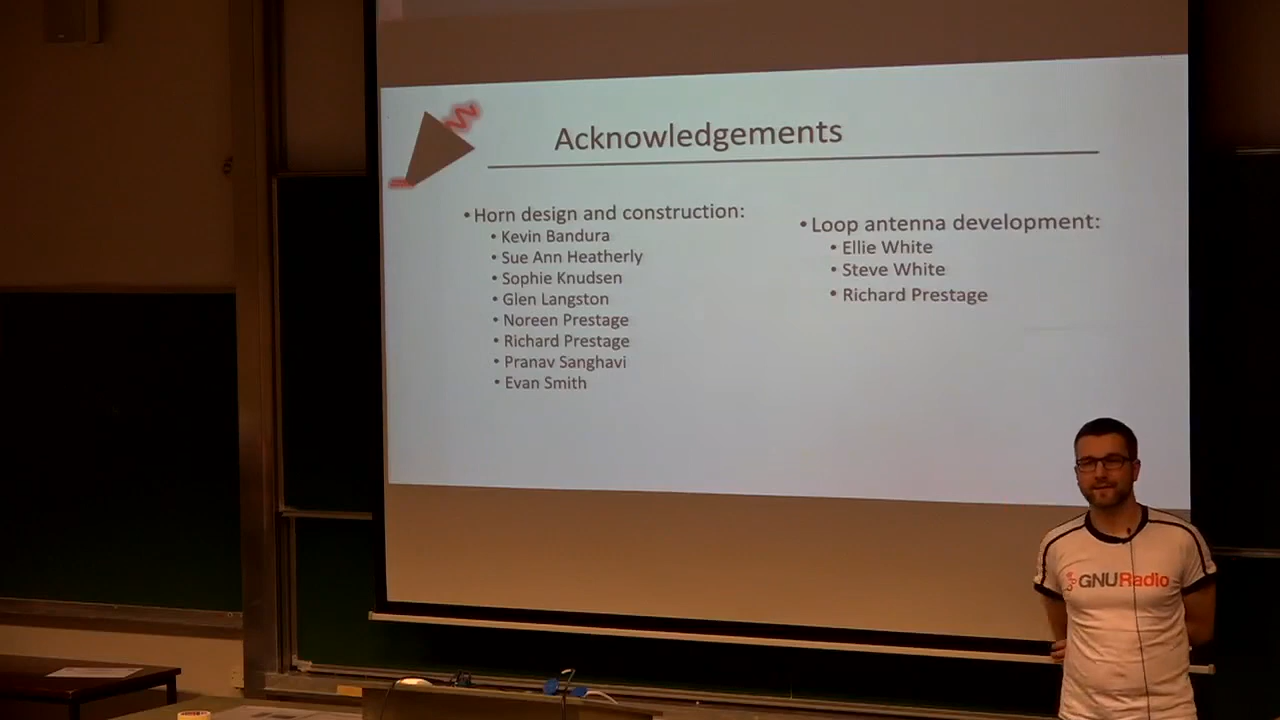 Acknowledgements
• Horn design and construction:
• Kevin Bandura
• Sue Ann Heatherly
• Sophie Knudsen
• Glen Langston
• Noreen Prestage
• Richard Prestage
• Pranav Sanghavi
• Evan Smith
• Loop antenna development:
• Ellie White
• Steve White
• Richard Prestage
GNURadio